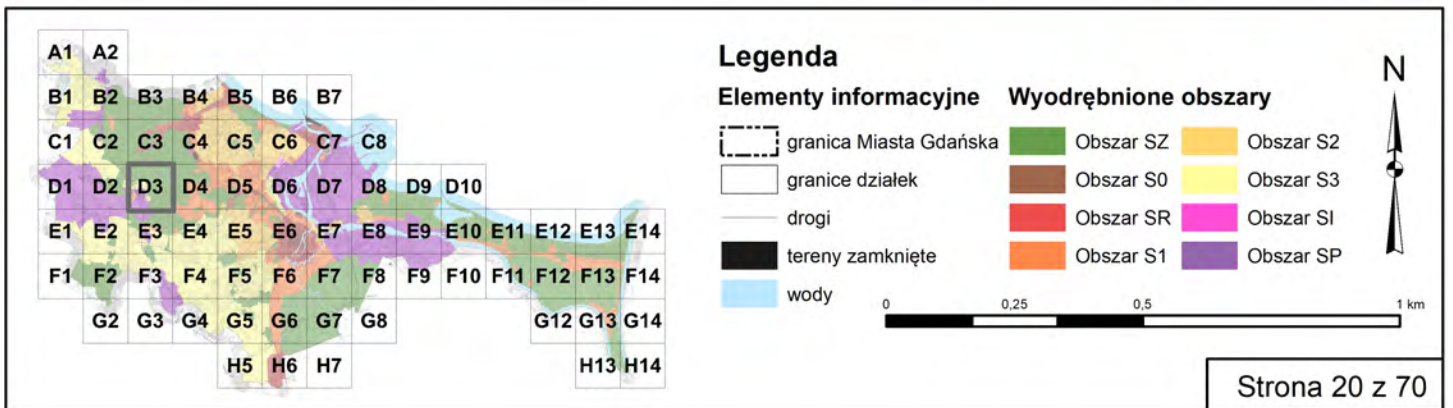 A1 A2
B1 B2 B3 B4 B5 B6 B7
C1 C2 C3 C4 C5 C6 C7 C8
D1 D2 D3 D4 D5 D6 D7 D8 D9 D10
E1 E2 E3 E4 E5 E6 E7 E8 E9 E10 E11 E12 E13 E14
F1 F2 F3 F4 F5 F6 F7 F8 F9 F10 F11 F12 F13 F14
G2 G3 G4 G5 G6 G7 G8 G12 G13 G14
H5 H6 H7 H13 H14
Legenda
Elementy informacyjne
granica Miasta Gdańska
granice działek
drogi
tereny zamknięte
wody
Wyodrębnione obszary
Obszar SZ
Obszar S0
Obszar SR
Obszar S1
Obszar S2
Obszar S3
Obszar SI
Obszar SP
0 0,25 0,5 1 km
N
Strona 20 z 70